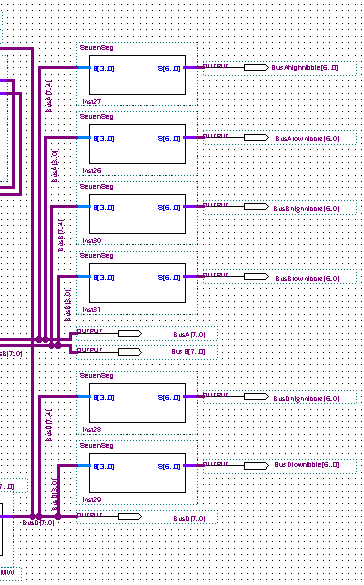 SevenSeg
B[3..0] S[6..0]
OUTPUT
BusAhighnibble[6..0]
inst27
BusA[7..4]
SevenSeg
B[3..0] S[6..0]
OUTPUT
BusAlownibble[6..0]
inst26
BusA[3..0]
SevenSeg
B[3..0] S[6..0]
OUTPUT
BusBhighnibble[6..0]
inst30
BusB[7..4]
SevenSeg
B[3..0] S[6..0]
OUTPUT
BusBlownibble[6..0]
inst31
BusB[3..0]
OUTPUT
BusA[7..0]
OUTPUT
BusB[7..0]
sB[7..0]
SevenSeg
B[3..0] S[6..0]
OUTPUT
BusDhighnibble[6..0]
inst28
BusD[7..4]
SevenSeg
B[3..0] S[6..0]
OUTPUT
BusDlownibble[6..0]
inst29
BusD[3..0]
7..0]
OUTPUT
BusD[7..0]
BusD[7..0]
MW